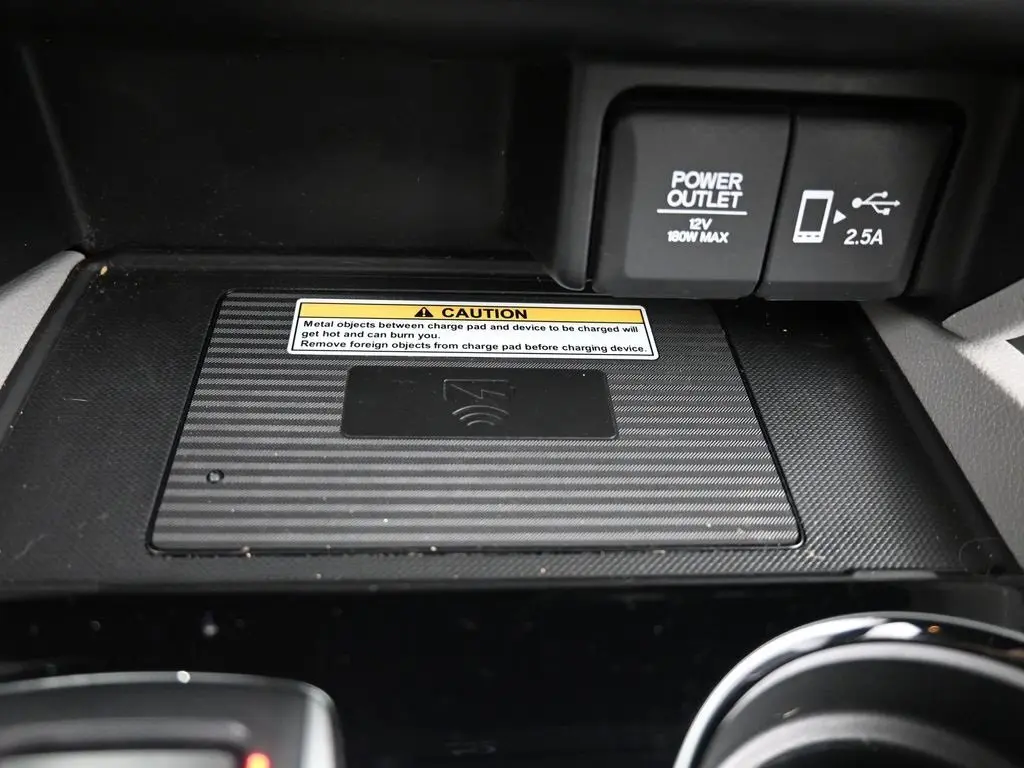 POWER
OUTLET
12V
180W MAX
2.5A
CAUTION
Metal objects between charge pad and device to be charged will
get hot and can burn you.
Remove foreign objects from charge pad before charging device.